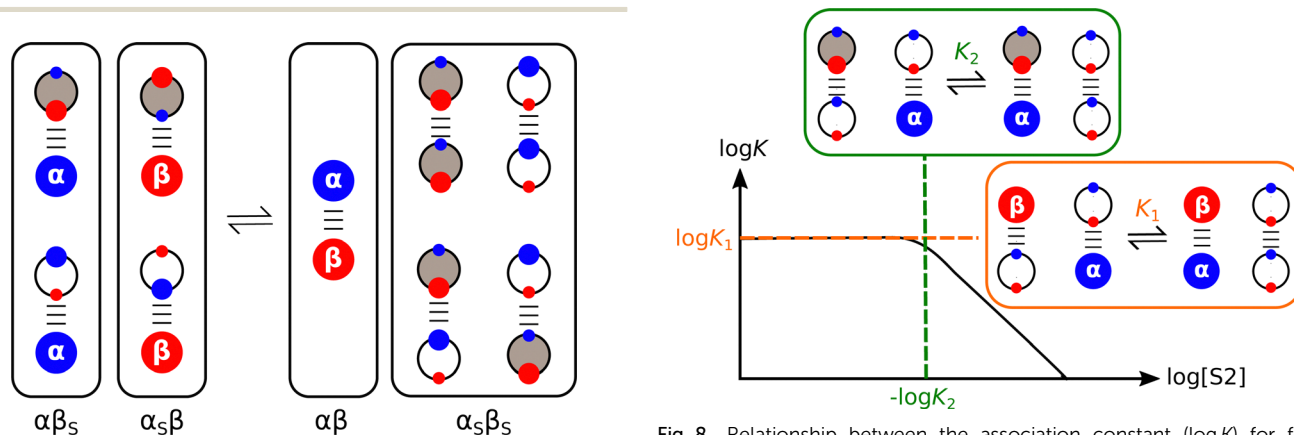 α
β
α
β
αβS
αSβ
α
β
αβ
αSβS
K2
α
α
logK
logK1
β
K1
β
α
α
-logK2
log[S2]
Fig. 8 Relationship between the association constant (log K) for f